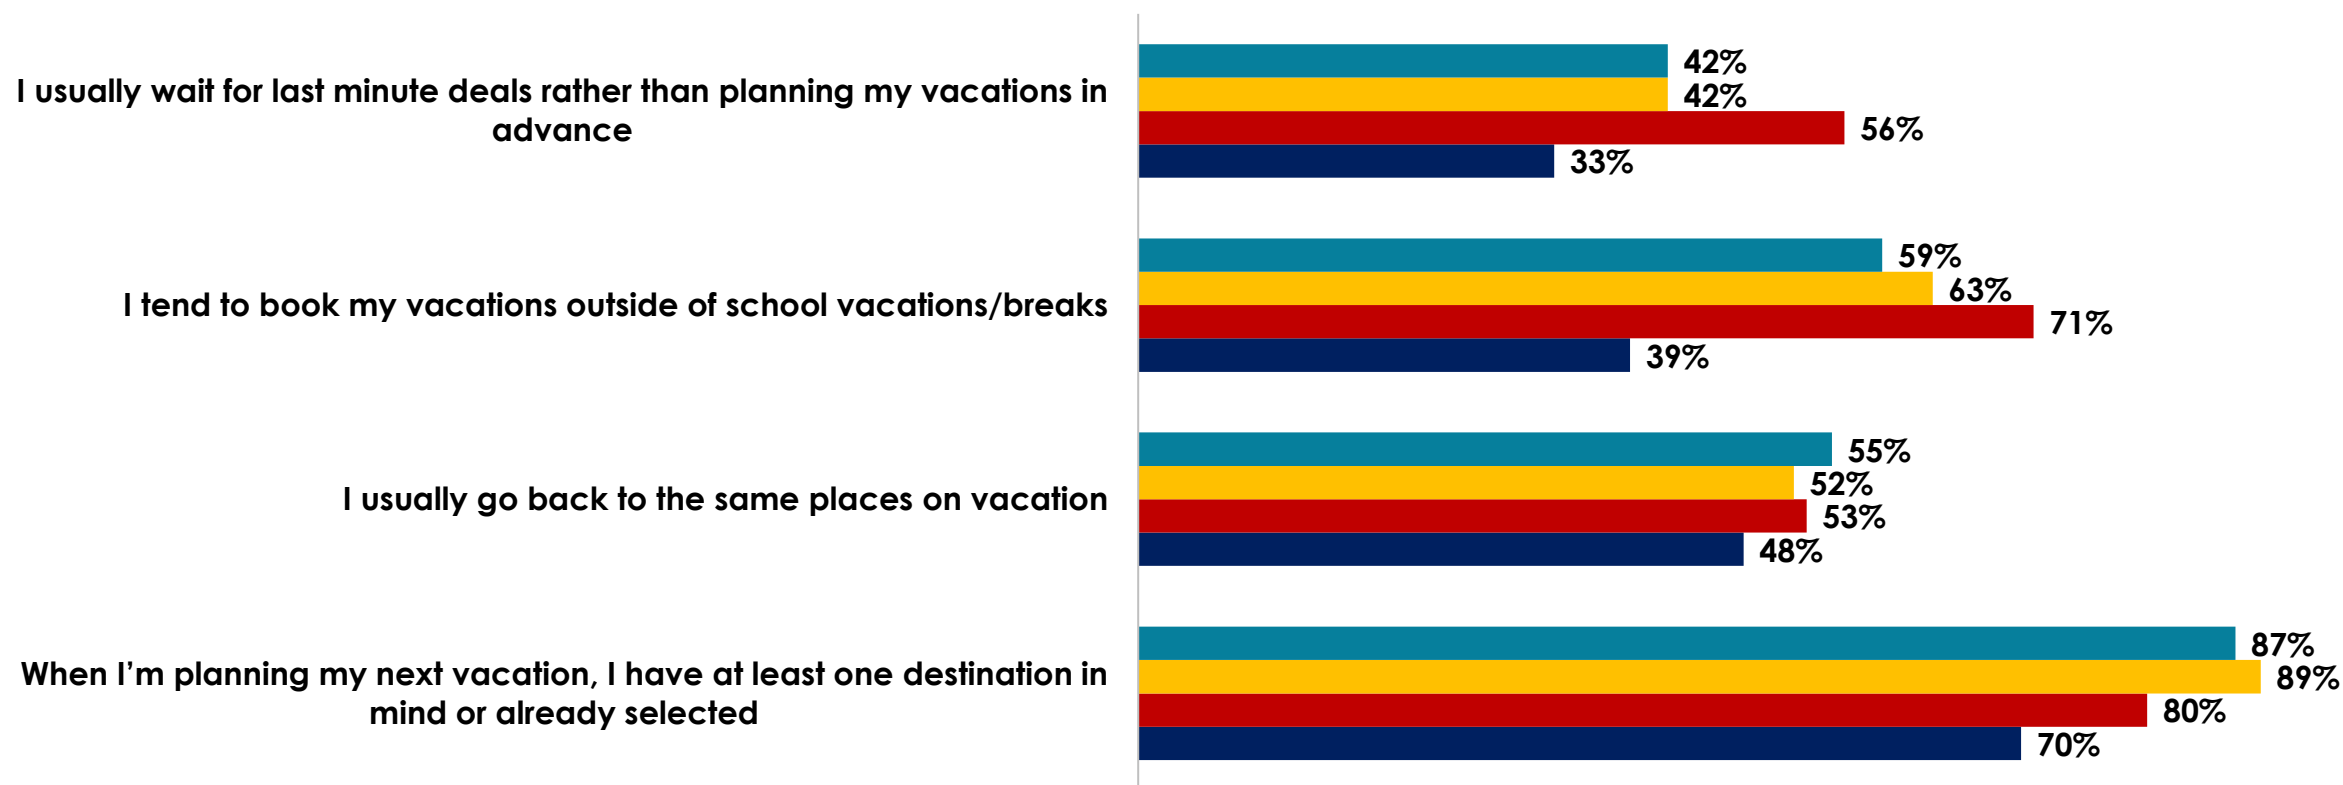 I usually wait for last minute deals rather than planning my vacations in
advance
42%
42%
56%
33%
I tend to book my vacations outside of school vacations/breaks
59%
63%
71%
39%
I usually go back to the same places on vacation
55%
52%
53%
48%
When I’m planning my next vacation, I have at least one destination in
mind or already selected
87%
89%
80%
70%